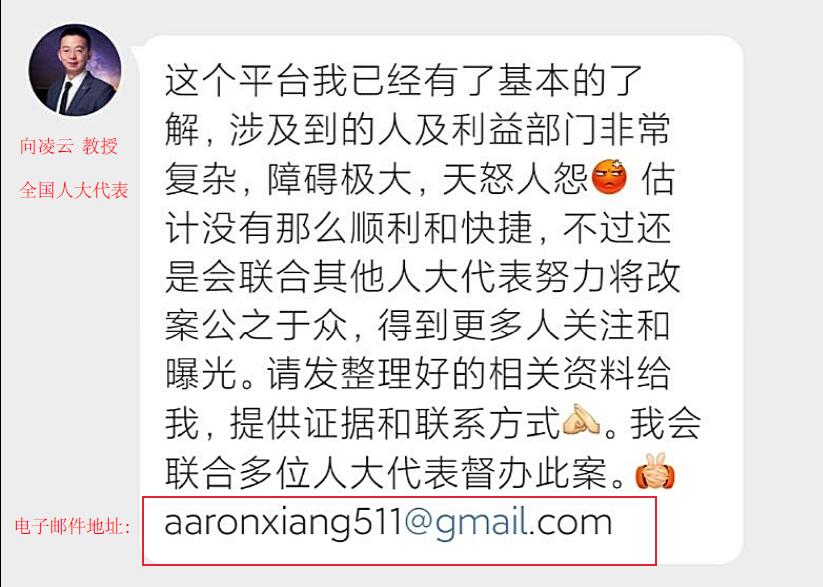 这个平台我已经有了基本的了
解，涉及到的人及利益部门非常
复杂，障碍极大，天怒人怨😡 估
计没有那么顺利和快捷，不过还
是会联合其他人大代表努力将改
案公之于众，得到更多人关注和
曝光。请发整理好的相关资料给
我，提供证据和联系方式🙏。我会
联合多位人大代表督办此案。
向凌云 教授
全国人大代表
电子邮件地址：
aaronxiang511@gmail.com